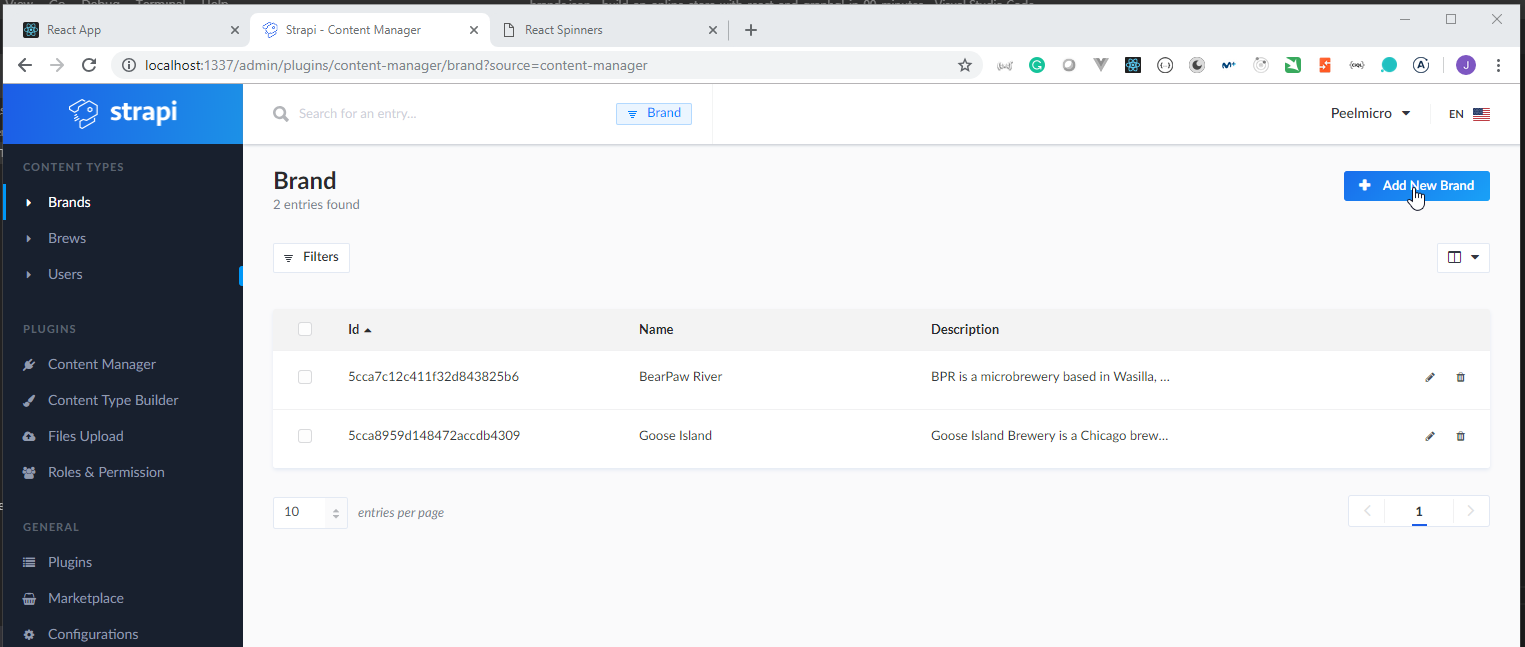 React App
Strapi - Content Manager
React Spinners
localhost:1337/admin/plugins/content-manager/brand?source=content-manager
strapi
Search for an entry...
Brand
Peelmicro
EN
CONTENT TYPES
Brands
Brews
Users
PLUGINS
Content Manager
Content Type Builder
Files Upload
Roles & Permission
GENERAL
Plugins
Marketplace
Configurations
Brand
2 entries found
Add New Brand
Filters
Id Name Description
5cca7c12c411f32d843825b6 BearPaw River BPR is a microbrewery based in Wasilla, ...
5cca8959d148472accdb4309 Goose Island Goose Island Brewery is a Chicago brew...
10 entries per page
1